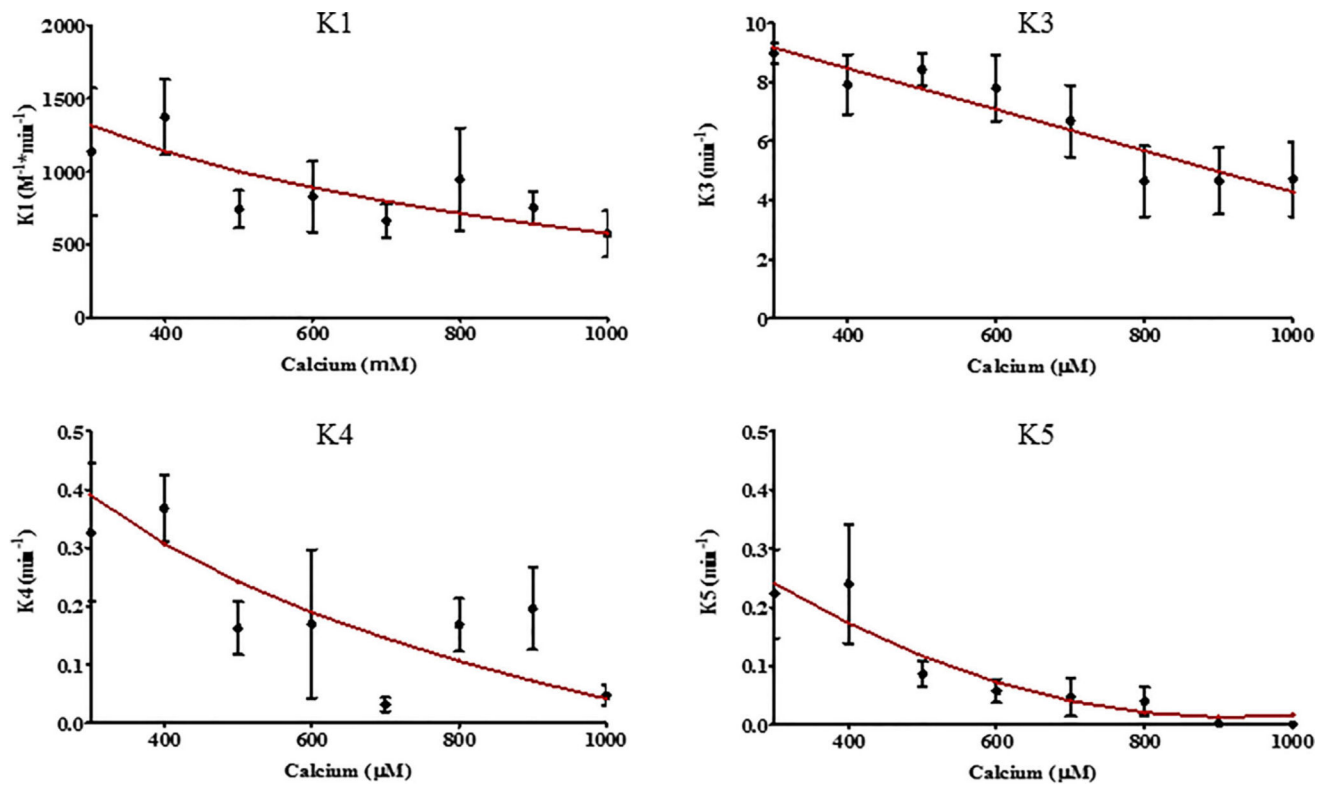 K1
2000
1500
1000
500
0
K1 (M⁻¹*min⁻¹)
400 600 800 1000
Calcium (mM)
K3
10
8
6
4
2
0
K3 (min⁻¹)
400 600 800 1000
Calcium (µM)
K4
0.5
0.4
0.3
0.2
0.1
0.0
K4 (min⁻¹)
400 600 800 1000
Calcium (µM)
K5
0.5
0.4
0.3
0.2
0.1
0.0
K5 (min⁻¹)
400 600 800 1000
Calcium (µM)